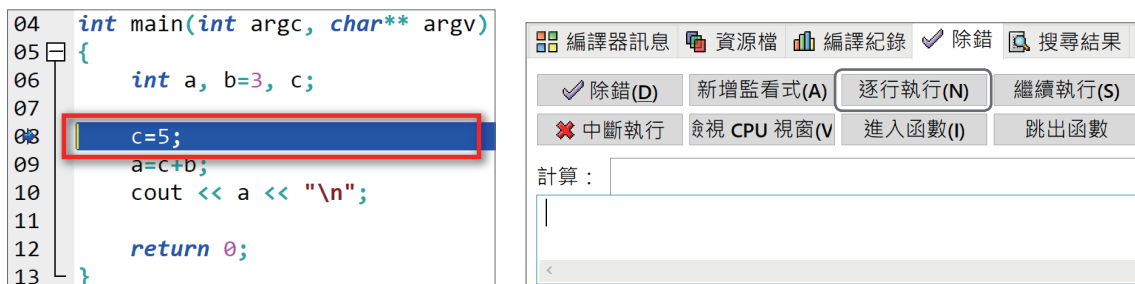 04 int main(int argc, char** argv)
05 {
06 int a, b=3, c;
07
08 c=5;
09 a=c+b;
10 cout << a << "\n";
11
12 return 0;
13 }
編譯器訊息 資源檔 編譯紀錄 除錯 搜尋結果
除錯(D) 新增監看式(A) 逐行執行(N) 繼續執行(S)
中斷執行 檢視 CPU 視窗(V 進入函數(I) 跳出函數
計算：